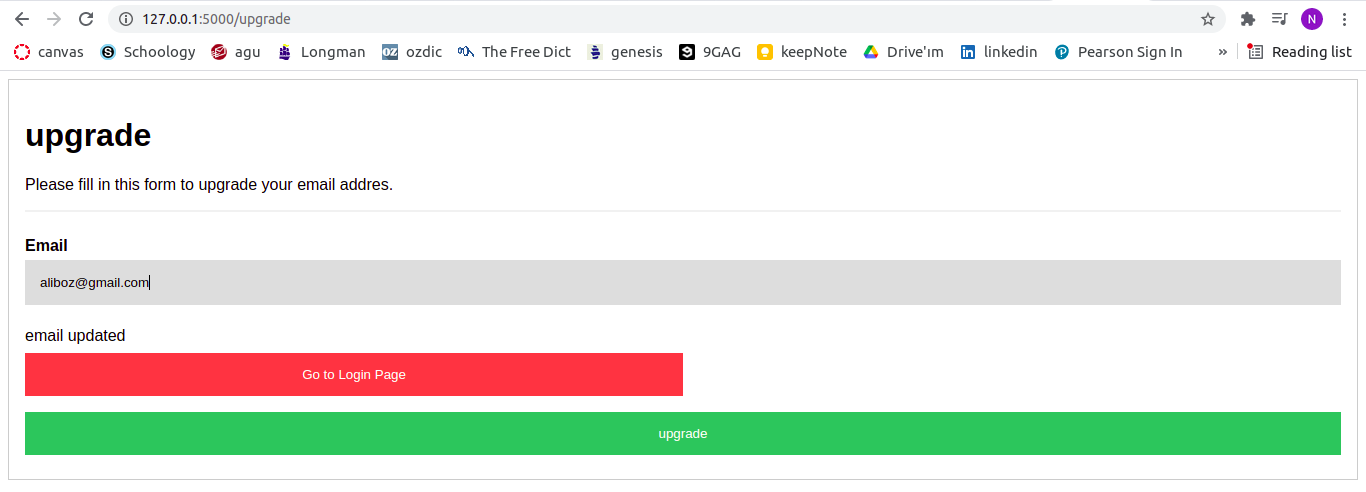 127.0.0.1:5000/upgrade
N
canvas Schoology agu Longman ozdic The Free Dict genesis 9GAG keepNote Drive'im linkedin Pearson Sign In » Reading list
upgrade
Please fill in this form to upgrade your email addres.
Email
aliboz@gmail.com
email updated
Go to Login Page
upgrade